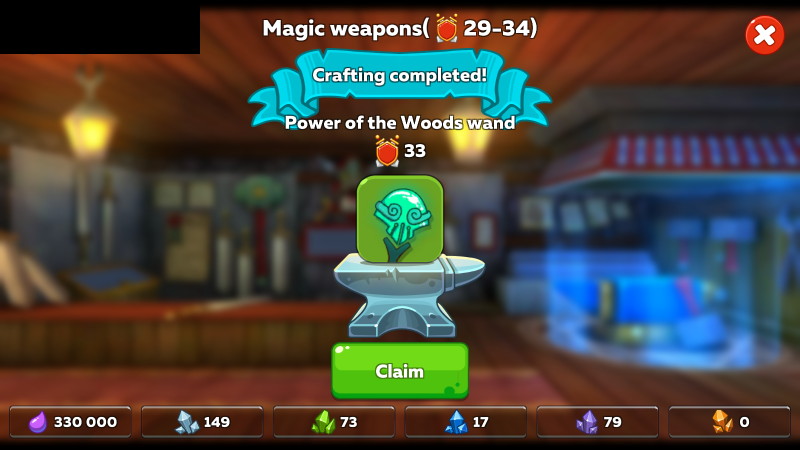 Magic weapons( 29-34)
Crafting completed!
Power of the Woods wand
33
Claim
330 000 149 73 17 79 0